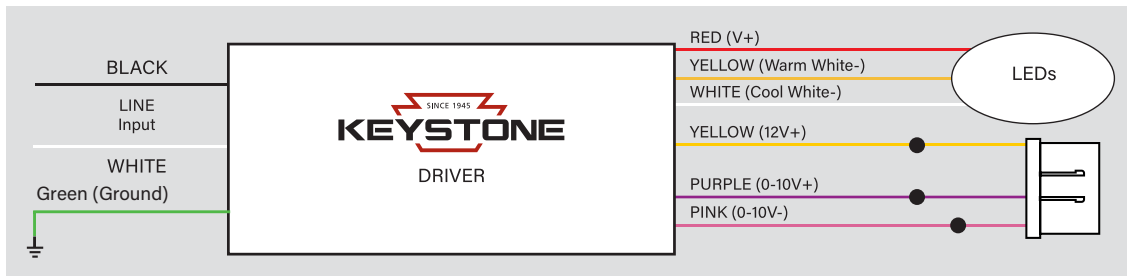 BLACK
LINE
Input
WHITE
Green (Ground)
SINCE 1945
KEYSTONE
DRIVER
RED (V+)
YELLOW (Warm White-)
WHITE (Cool White-)
YELLOW (12V+)
PURPLE (0-10V+)
PINK (0-10V-)
LEDs